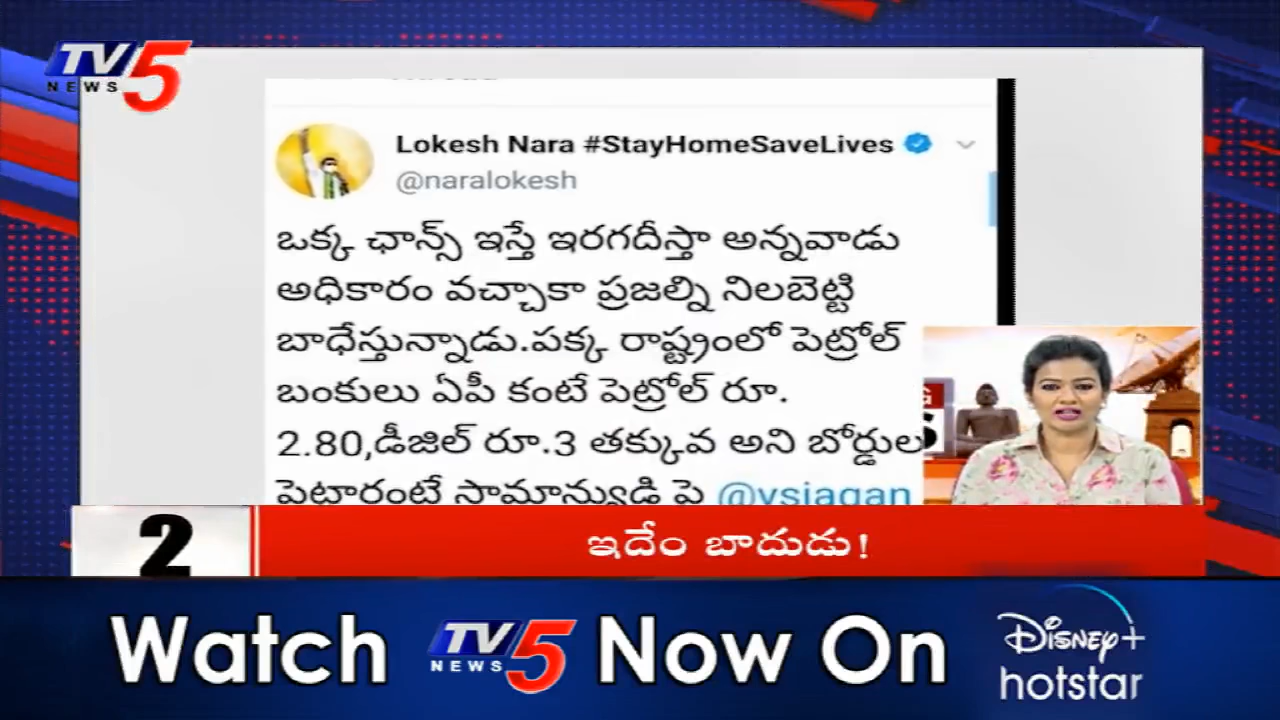 TV5
NEWS
Lokesh Nara #StayHomeSaveLives
@naralokesh
ఒక్క ఛాన్స్ ఇస్తే ఇరగదీస్తా అన్నవాడు
అధికారం వచ్చాకా ప్రజల్ని నిలబెట్టి
బాధేస్తున్నాడు.పక్క రాష్ట్రంలో పెట్రోల్
బంకులు ఏపీ కంటే పెట్రోల్ రూ.
2.80,డీజిల్ రూ.3 తక్కువ అని బోర్డుల
పెట్టారంటే సామాన్యుడి పై @ysjagan
2
ఇదేం బాదుడు!
Watch TV5 NEWS Now On Disney+ hotstar